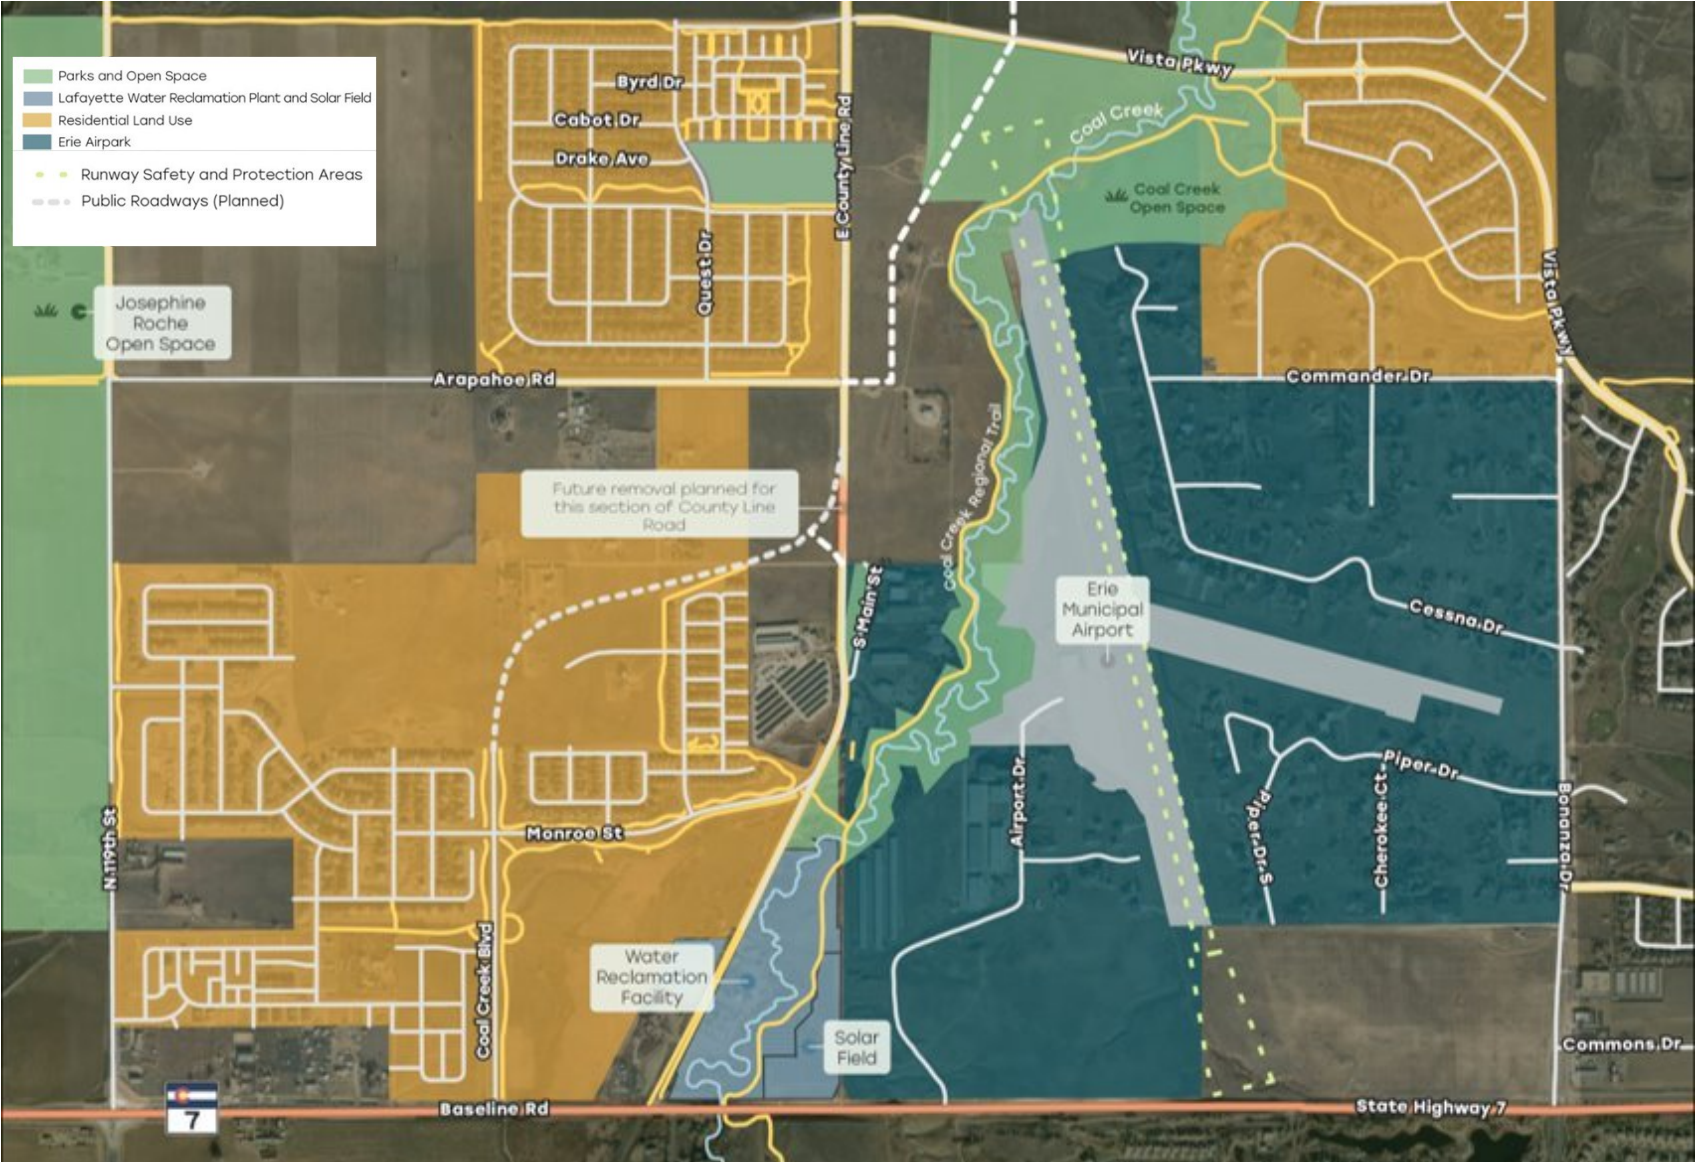 Vista Pkwy
Byrd Dr
Parks and Open Space
Lafayette Water Reclamation Plant and Solar Field
Residential Land Use
Erie Airpark
Runway Safety and Protection Areas
Public Roadways (Planned)
Cabot Dr
Drake Ave
E County Line Rd
Coal Creek
Coal Creek
Open Space
Quest Dr
Vista Pkwy
Josephine
Roche
Open Space
Arapahoe Rd
Commander Dr
Coal Creek Regional Trail
Future removal planned for
this section of County Line
Road
S Main St
Erie
Municipal
Airport
Cessna Dr
Piper Dr
Airport Dr
Piper Dr S
Cherokee Ct
Bonanza Dr
N 119th St
Monroe St
Coal Creek Blvd
Water
Reclamation
Facility
Solar
Field
Commons Dr
7
Baseline Rd
State Highway 7